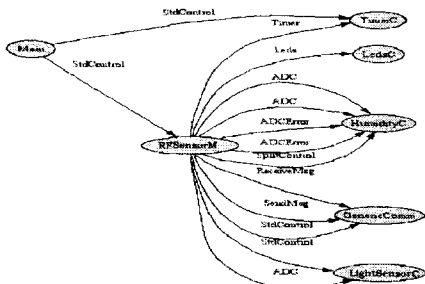 StdControl
TimerC
Timer
Main
Leds
LedsC
StdControl
ADC
ADC
ADCError
HumidityC
ADCError
RFSensorM
SplitControl
ReceiveMsg
SendMsg
GenericComm
StdControl
StdControl
ADC
LightSensorC